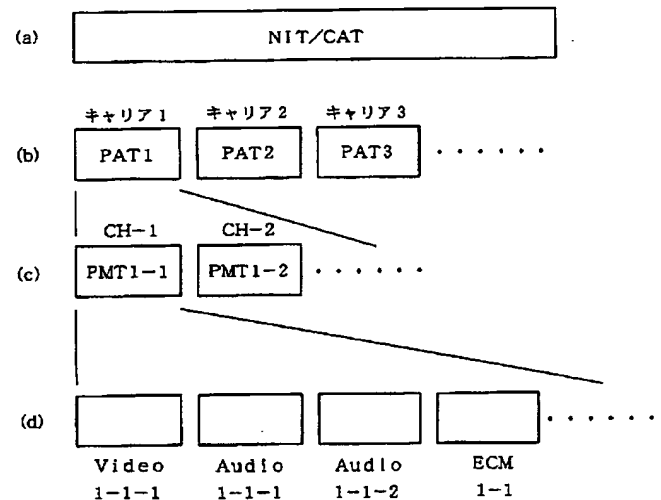 (a) NIT/CAT
キャリア1 キャリア2 キャリア3
(b) PAT1 PAT2 PAT3 ・・・・・・
CH-1 CH-2
(c) PMT1-1 PMT1-2 ・・・・・・
(d) ・・・・・・
Video Audio Audio ECM
1-1-1 1-1-1 1-1-2 1-1